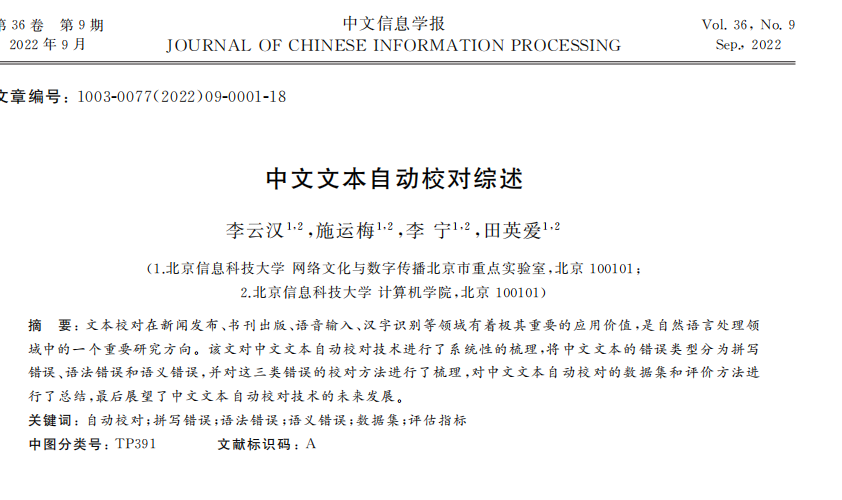 第 36 卷 第 9 期
中文信息学报
Vol. 36, No. 9
2022 年 9 月
JOURNAL OF CHINESE INFORMATION PROCESSING
Sep., 2022
文章编号: 1003-0077(2022)09-0001-18
中文文本自动校对综述
李云汉1,2,施运梅1,2,李 宁1,2,田英爱1,2
(1.北京信息科技大学 网络文化与数字传播北京市重点实验室,北京 100101;
2.北京信息科技大学 计算机学院,北京 100101)
摘 要: 文本校对在新闻发布、书刊出版、语音输入、汉字识别等领域有着极其重要的应用价值,是自然语言处理领
域中的一个重要研究方向。该文对中文文本自动校对技术进行了系统性的梳理,将中文文本的错误类型分为拼写
错误、语法错误和语义错误,并对这三类错误的校对方法进行了梳理,对中文文本自动校对的数据集和评价方法进
行了总结,最后展望了中文文本自动校对技术的未来发展。
关键词: 自动校对;拼写错误;语法错误;语义错误;数据集;评估指标
中图分类号: TP391 文献标识码: A